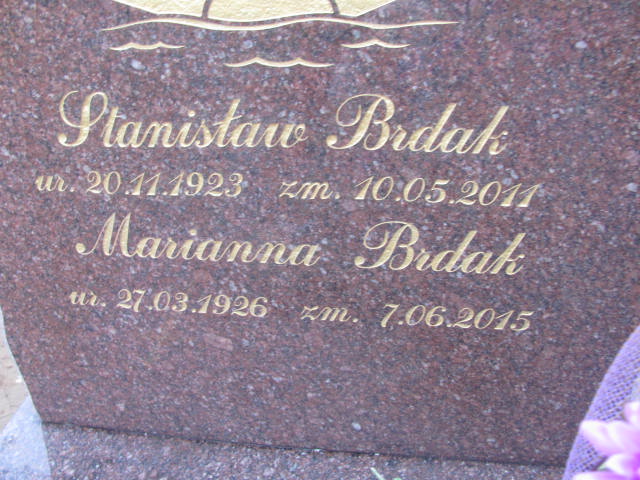 Stanisław Brdak
ur. 20.11.1923 zm. 10.05.2011
Marianna Brdak
ur. 27.03.1926 zm. 7.06.2015